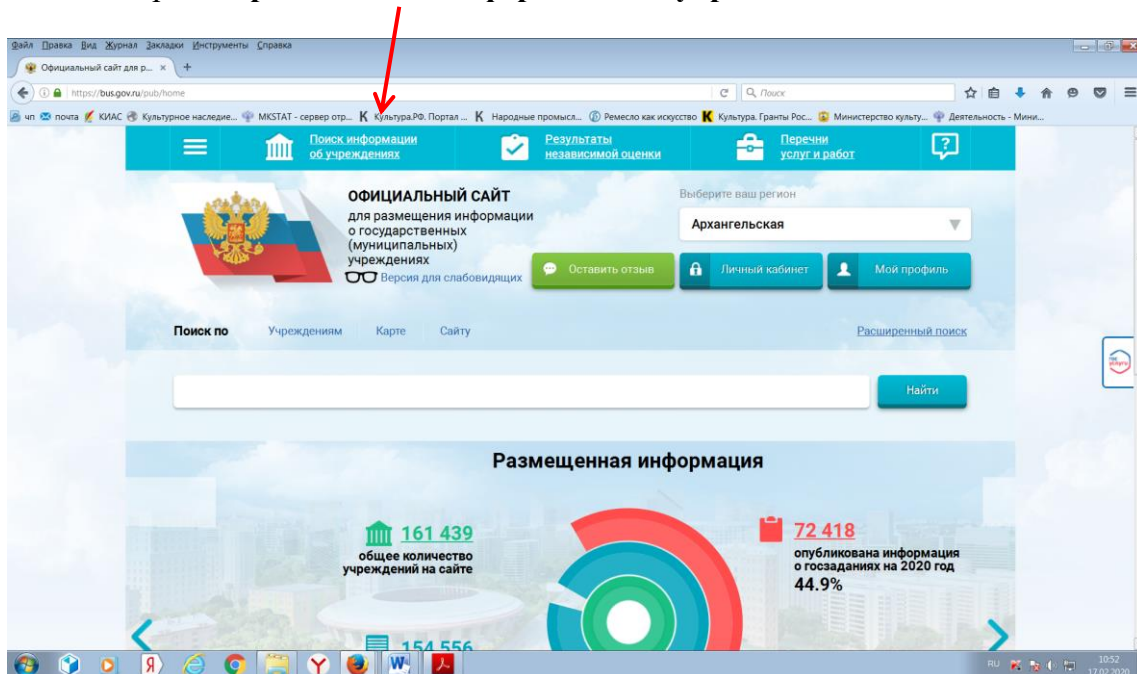 Файл Правка Вид Журнал Закладки Инструменты Справка
Официальный сайт для р... × +
https://bus.gov.ru/pub/home
Поиск
чп почта КИАС Культурное наследие... MKSTAT - сервер отр... Культура.РФ. Портал ... Народные промысл... Ремесло как искусство Культура. Гранты Рос... Министерство культу... Деятельность - Мини...
Поиск информации
об учреждениях
Результаты
независимой оценки
Перечни
услуг и работ
ОФИЦИАЛЬНЫЙ САЙТ
для размещения информации
о государственных
(муниципальных)
учреждениях
Версия для слабовидящих
Выберите ваш регион
Архангельская
Оставить отзыв
Личный кабинет
Мой профиль
Поиск по Учреждениям Карте Сайту Расширенный поиск
Найти
Размещенная информация
161 439
общее количество
учреждений на сайте
72 418
опубликована информация
о госзаданиях на 2020 год
44.9%
154 556
RU
10:52
17.02.2020